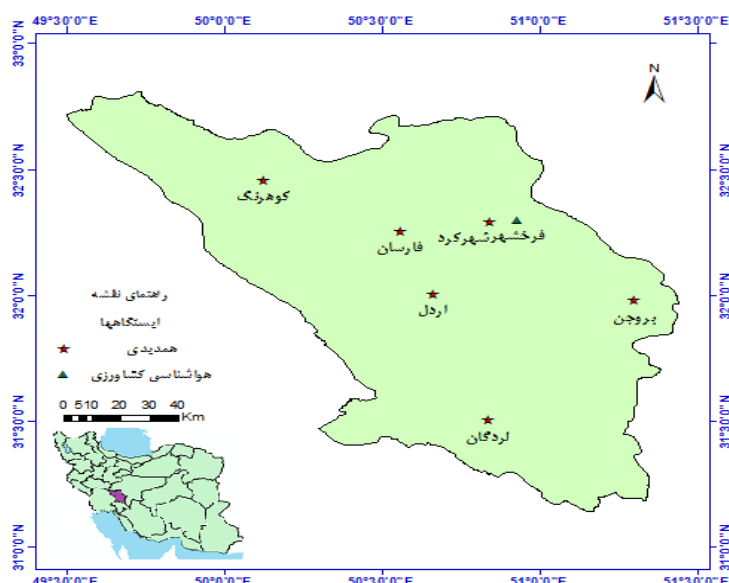 49°30'0"E 50°0'0"E 50°30'0"E 51°0'0"E 51°30'0"E
33°0'0"N 33°0'0"N
N
32°30'0"N 32°30'0"N
کوهرنگ
فرخشهر شهرکرد
فارسان
32°0'0"N 32°0'0"N
راهنمای نقشه
اردل
بروجن
ایستگاهها
همدیدی
هواشناسی کشاورزی
0 5 10 20 30 40
Km
31°30'0"N 31°30'0"N
لردگان
31°0'0"N 31°0'0"N
49°30'0"E 50°0'0"E 50°30'0"E 51°0'0"E 51°30'0"E